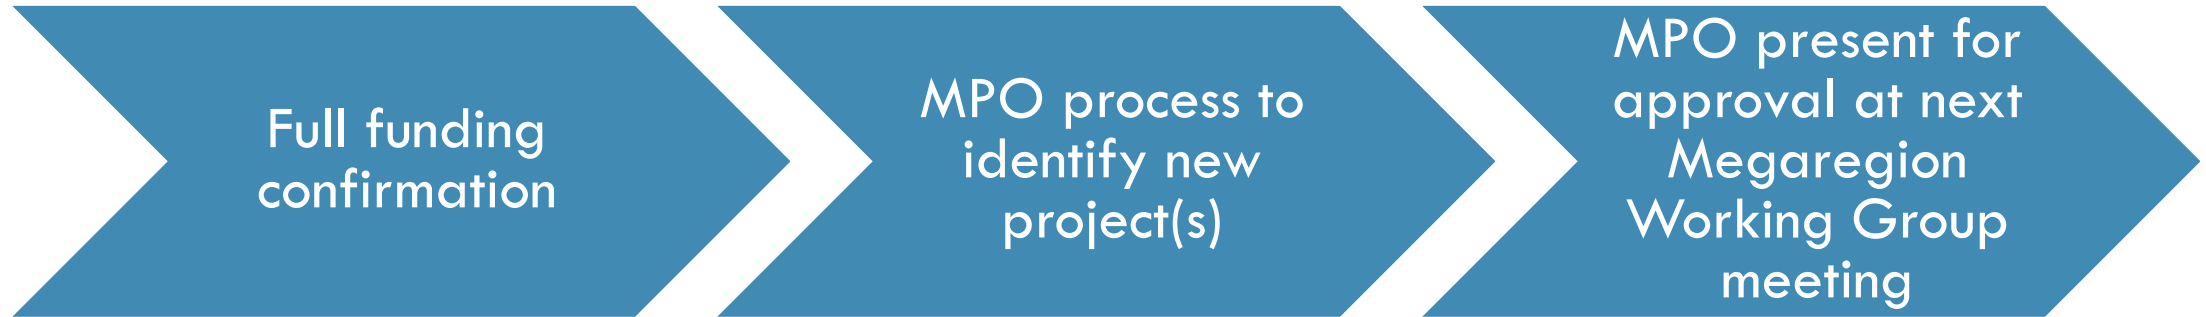 Full funding
confirmation
MPO process to
identify new
project(s)
MPO present for
approval at next
Megaregion
Working Group
meeting